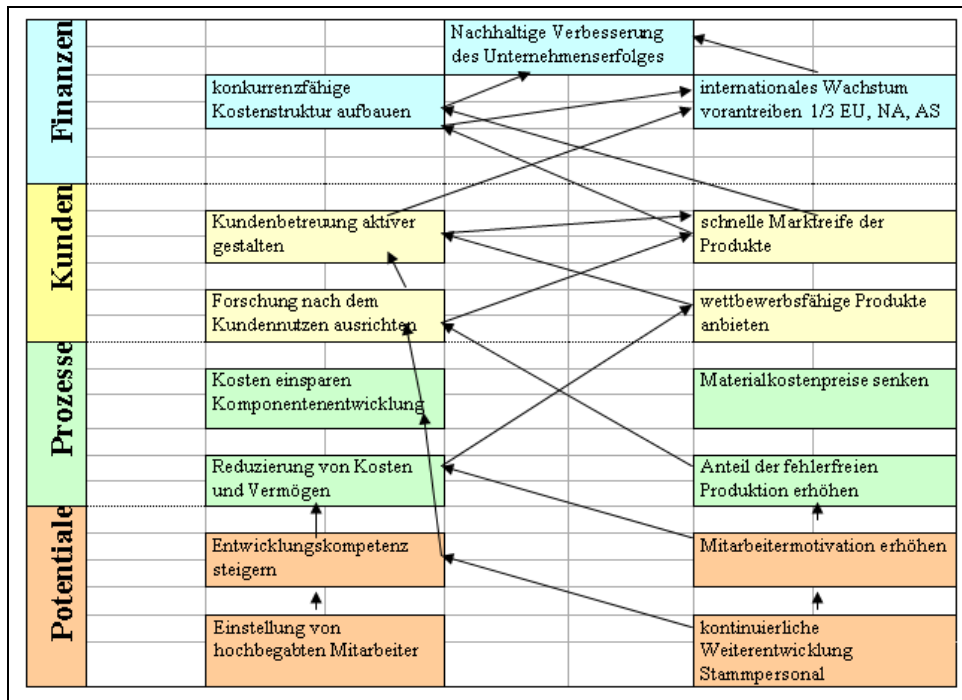 Finanzen
Nachhaltige Verbesserung
des Unternehmenserfolges
konkurrenzfähige
Kostenstruktur aufbauen
internationales Wachstum
vorantreiben 1/3 EU, NA, AS
Kunden
Kundenbetreuung aktiver
gestalten
schnelle Marktreife der
Produkte
Forschung nach dem
Kundennutzen ausrichten
wettbewerbsfähige Produkte
anbieten
Prozesse
Kosten einsparen
Komponentenentwicklung
Materialkostenpreise senken
Reduzierung von Kosten
und Vermögen
Anteil der fehlerfreien
Produktion erhöhen
Potentiale
Entwicklungskompetenz
steigern
Mitarbeitermotivation erhöhen
Einstellung von
hochbegabten Mitarbeiter
kontinuierliche
Weiterentwicklung
Stammpersonal